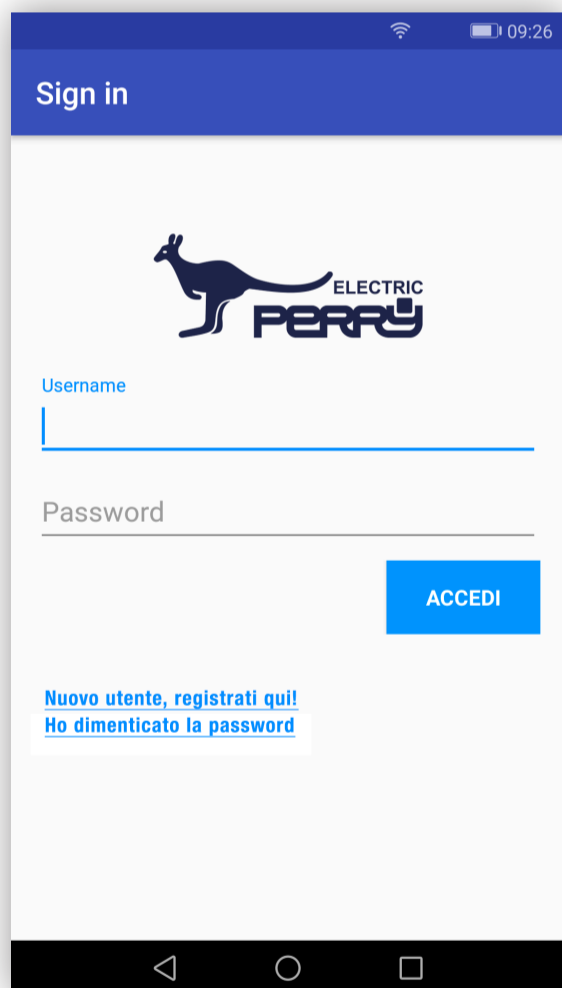 09:26
Sign in
ELECTRIC
PERRY
Username
Password
ACCEDI
Nuovo utente, registrati qui!
Ho dimenticato la password